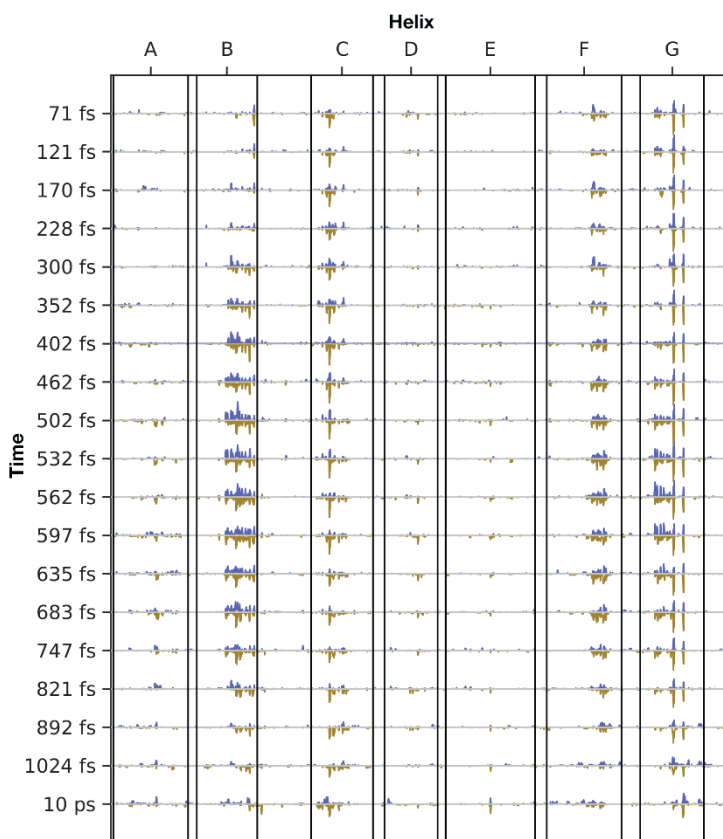 Helix
A B C D E F G
71 fs
121 fs
170 fs
228 fs
300 fs
352 fs
402 fs
462 fs
502 fs
532 fs
562 fs
597 fs
635 fs
683 fs
747 fs
821 fs
892 fs
1024 fs
10 ps
Time